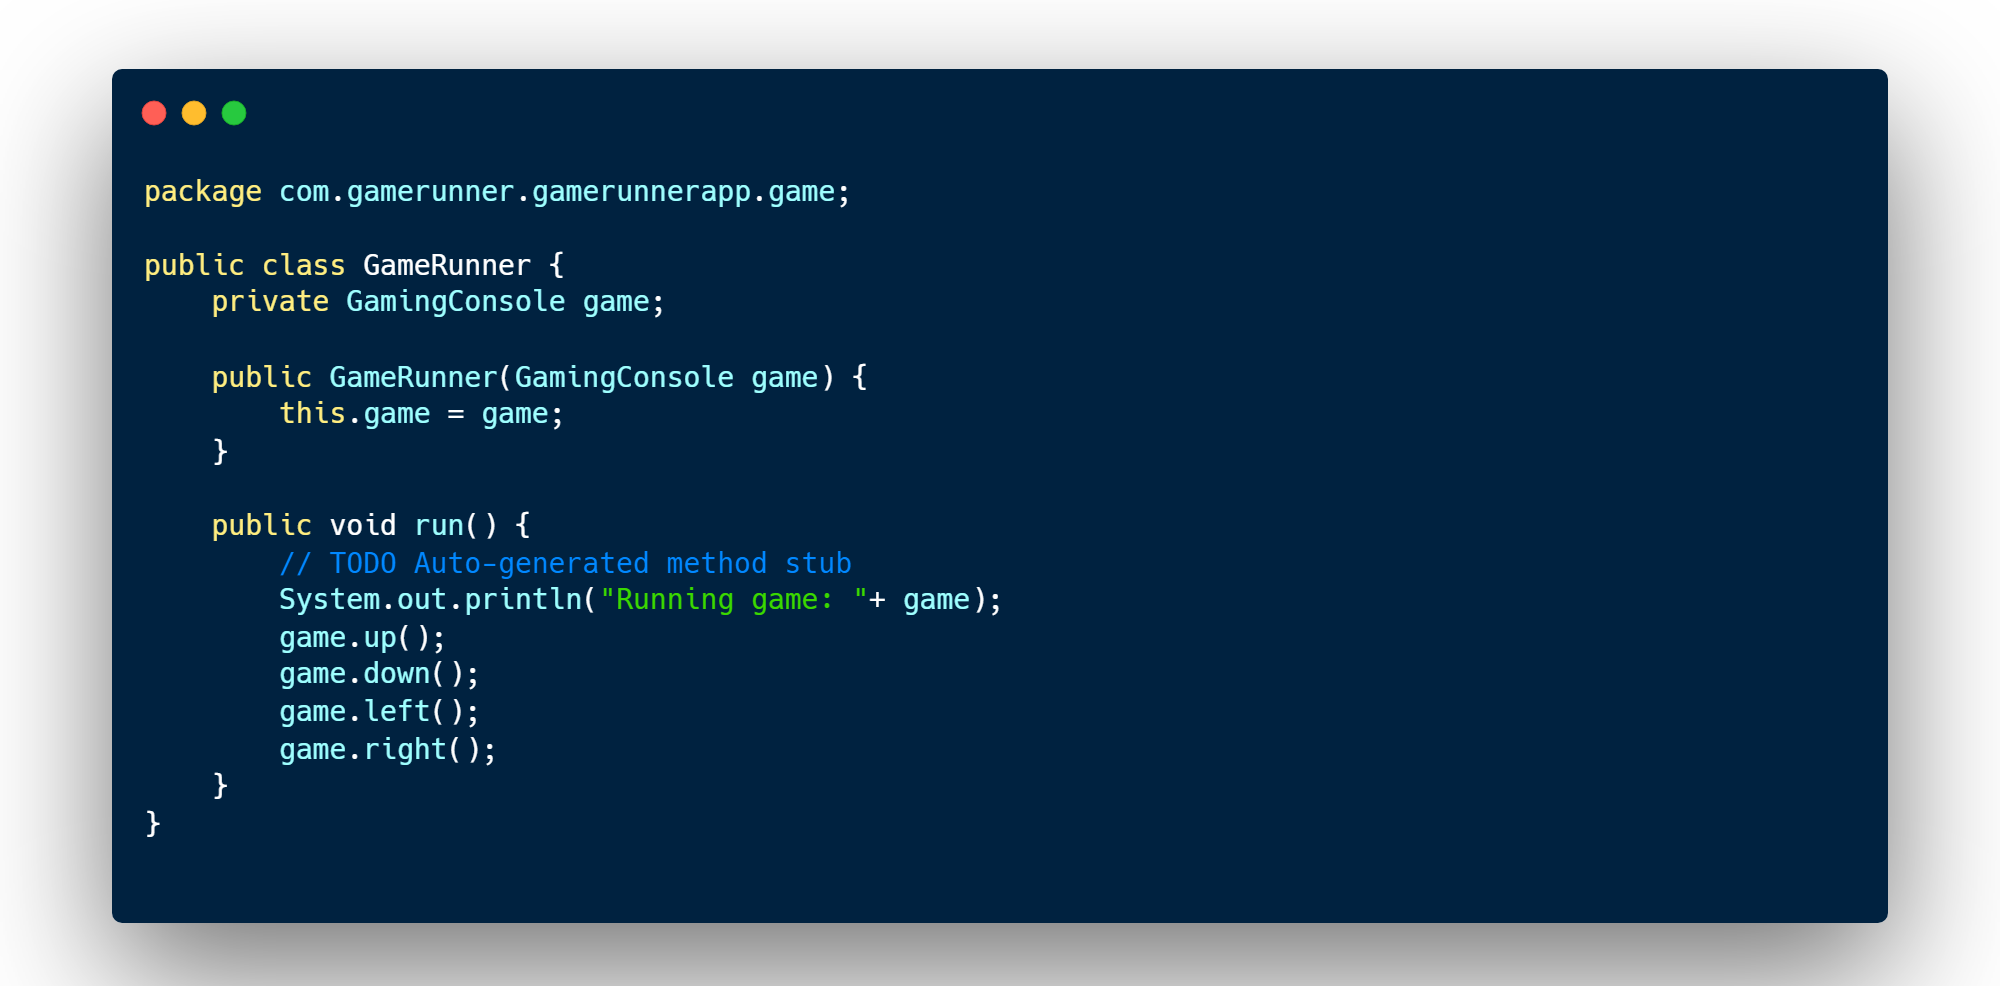 package com.gamerunner.gamerunnerapp.game;
public class GameRunner {
    private GamingConsole game;
    public GameRunner(GamingConsole game) {
        this.game = game;
    }
    public void run() {
        // TODO Auto-generated method stub
        System.out.println("Running game: "+ game);
        game.up();
        game.down();
        game.left();
        game.right();
    }
}